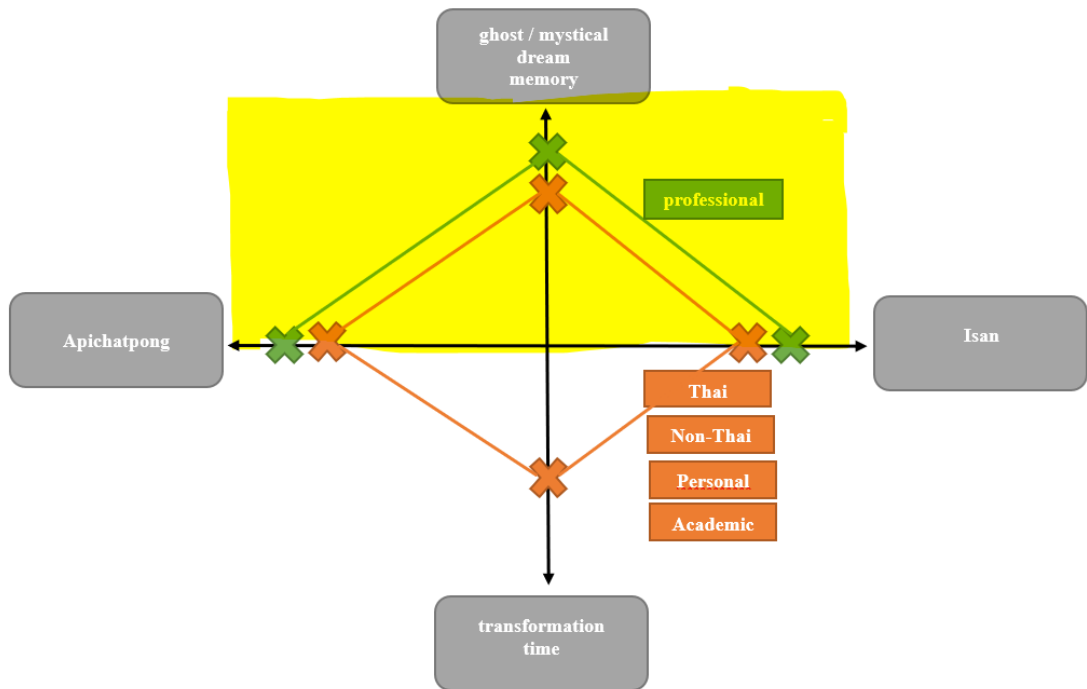 ghost / mystical
dream
memory
professional
Apichatpong
Isan
Thai
Non-Thai
Personal
Academic
transformation
time